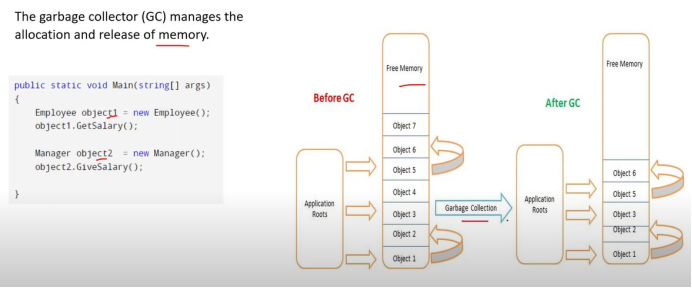 The garbage collector (GC) manages the
allocation and release of memory.
public static void Main(string[] args)
{
Employee object1 = new Employee();
object1.GetSalary();
Manager object2 = new Manager();
object2.GiveSalary();
}
Before GC
Application
Roots
Free Memory
Object 7
Object 6
Object 5
Object 4
Object 3
Object 2
Object 1
Garbage Collection
After GC
Application
Roots
Free Memory
Object 6
Object 5
Object 3
Object 2
Object 1